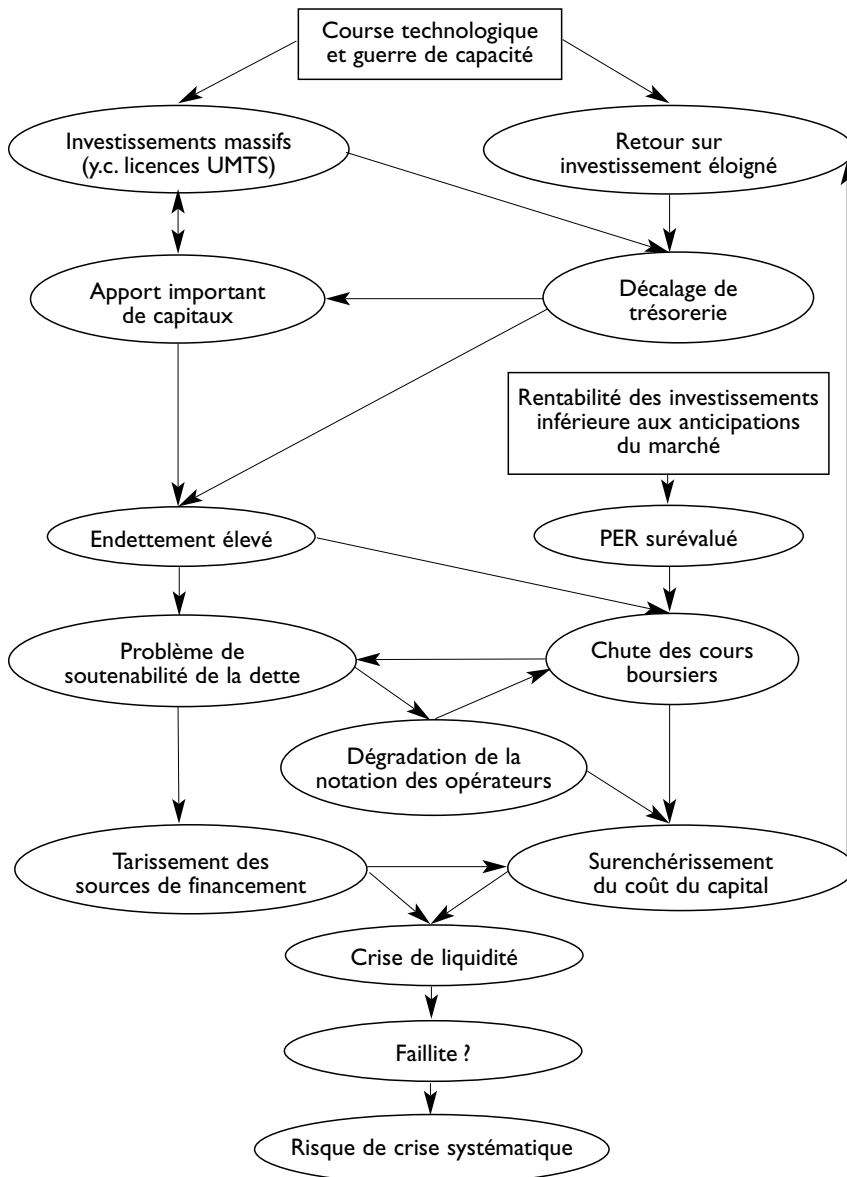 Course technologique
et guerre de capacité
Investissements massifs
(y.c. licences UMTS)
Retour sur
investissement éloigné
Apport important
de capitaux
Décalage de
trésorerie
Rentabilité des investissements
inférieure aux anticipations
du marché
Endettement élevé
PER surévalué
Problème de
soutenabilité de la dette
Chute des cours
boursiers
Dégradation de la
notation des opérateurs
Tarissement des
sources de financement
Surenchérissement
du coût du capital
Crise de liquidité
Faillite ?
Risque de crise systématique